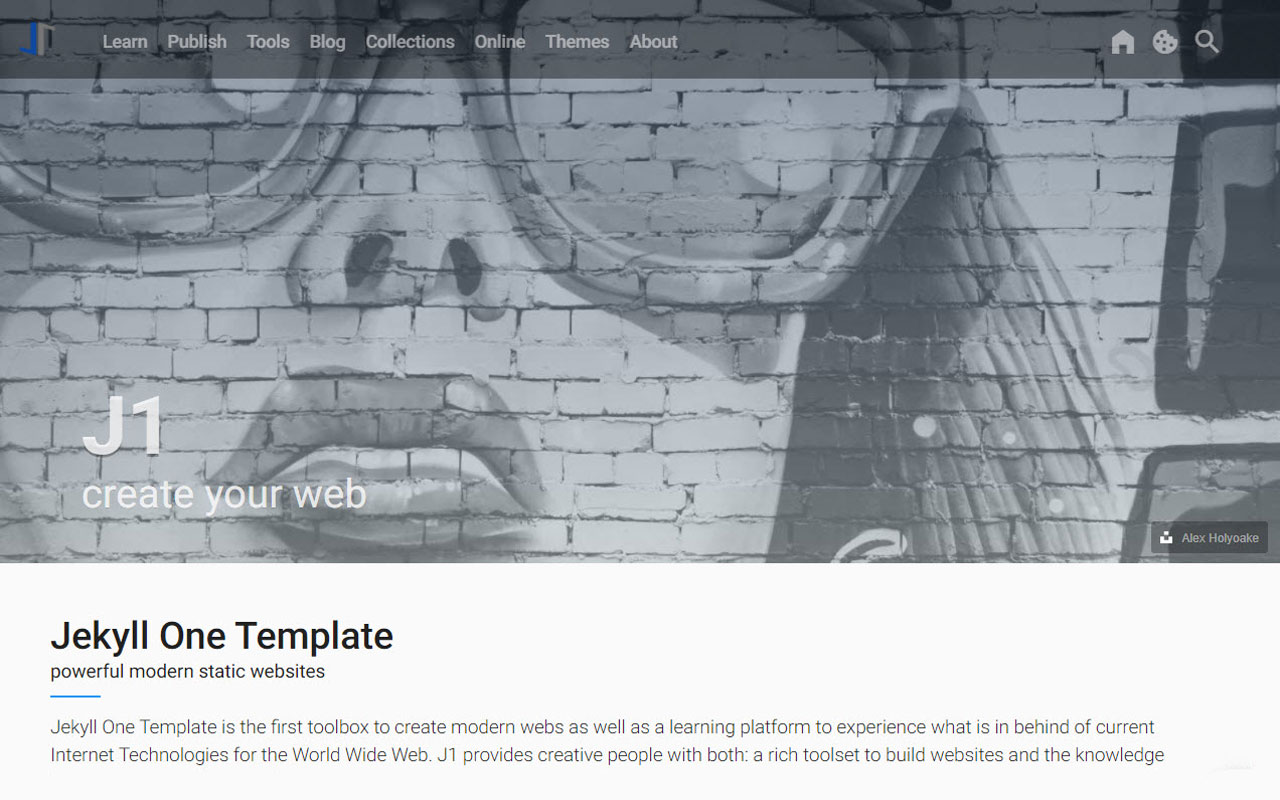 Learn Publish Tools Blog Collections Online Themes About
J1
create your web
Alex Holyoake
Jekyll One Template
powerful modern static websites
Jekyll One Template is the first toolbox to create modern webs as well as a learning platform to experience what is in behind of current
Internet Technologies for the World Wide Web. J1 provides creative people with both: a rich toolset to build websites and the knowledge